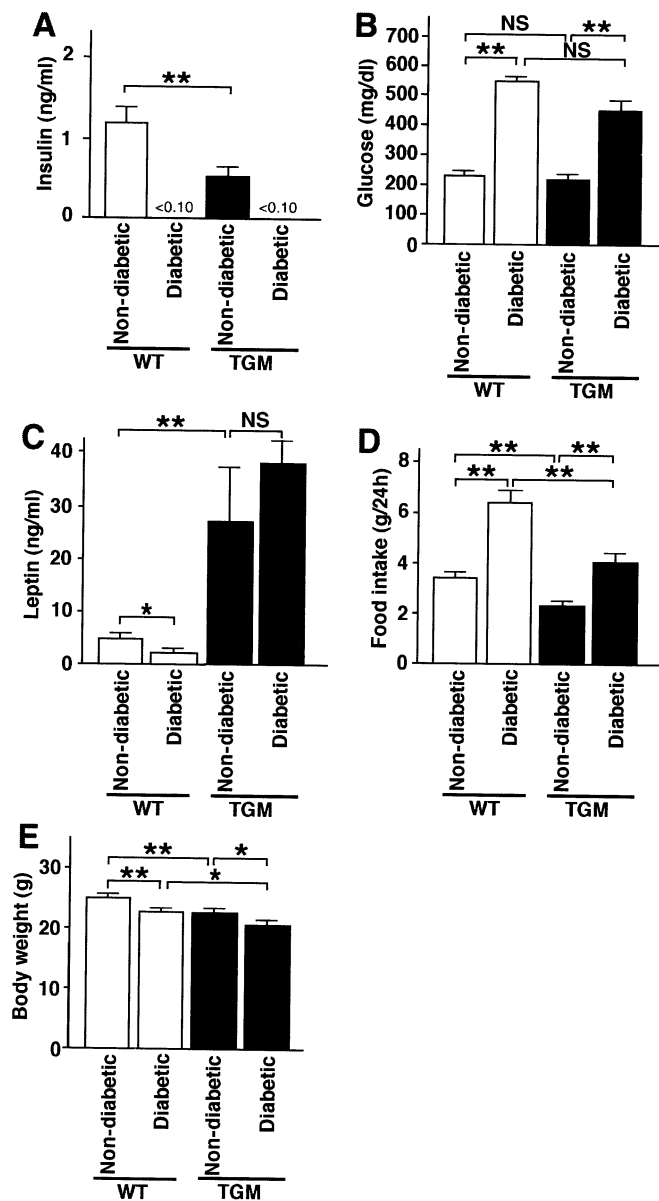 A
Insulin (ng/ml)
2
1
0
**
<0.10
<0.10
Non-diabetic
Diabetic
Non-diabetic
Diabetic
WT
TGM
B
Glucose (mg/dl)
700
600
500
400
300
200
100
0
NS
**
**
NS
Non-diabetic
Diabetic
Non-diabetic
Diabetic
WT
TGM
C
Leptin (ng/ml)
40
30
20
10
0
**
NS
*
Non-diabetic
Diabetic
Non-diabetic
Diabetic
WT
TGM
D
Food intake (g/24h)
8
6
4
2
0
**
**
**
**
Non-diabetic
Diabetic
Non-diabetic
Diabetic
WT
TGM
E
Body weight (g)
30
20
10
0
**
*
**
*
Non-diabetic
Diabetic
Non-diabetic
Diabetic
WT
TGM